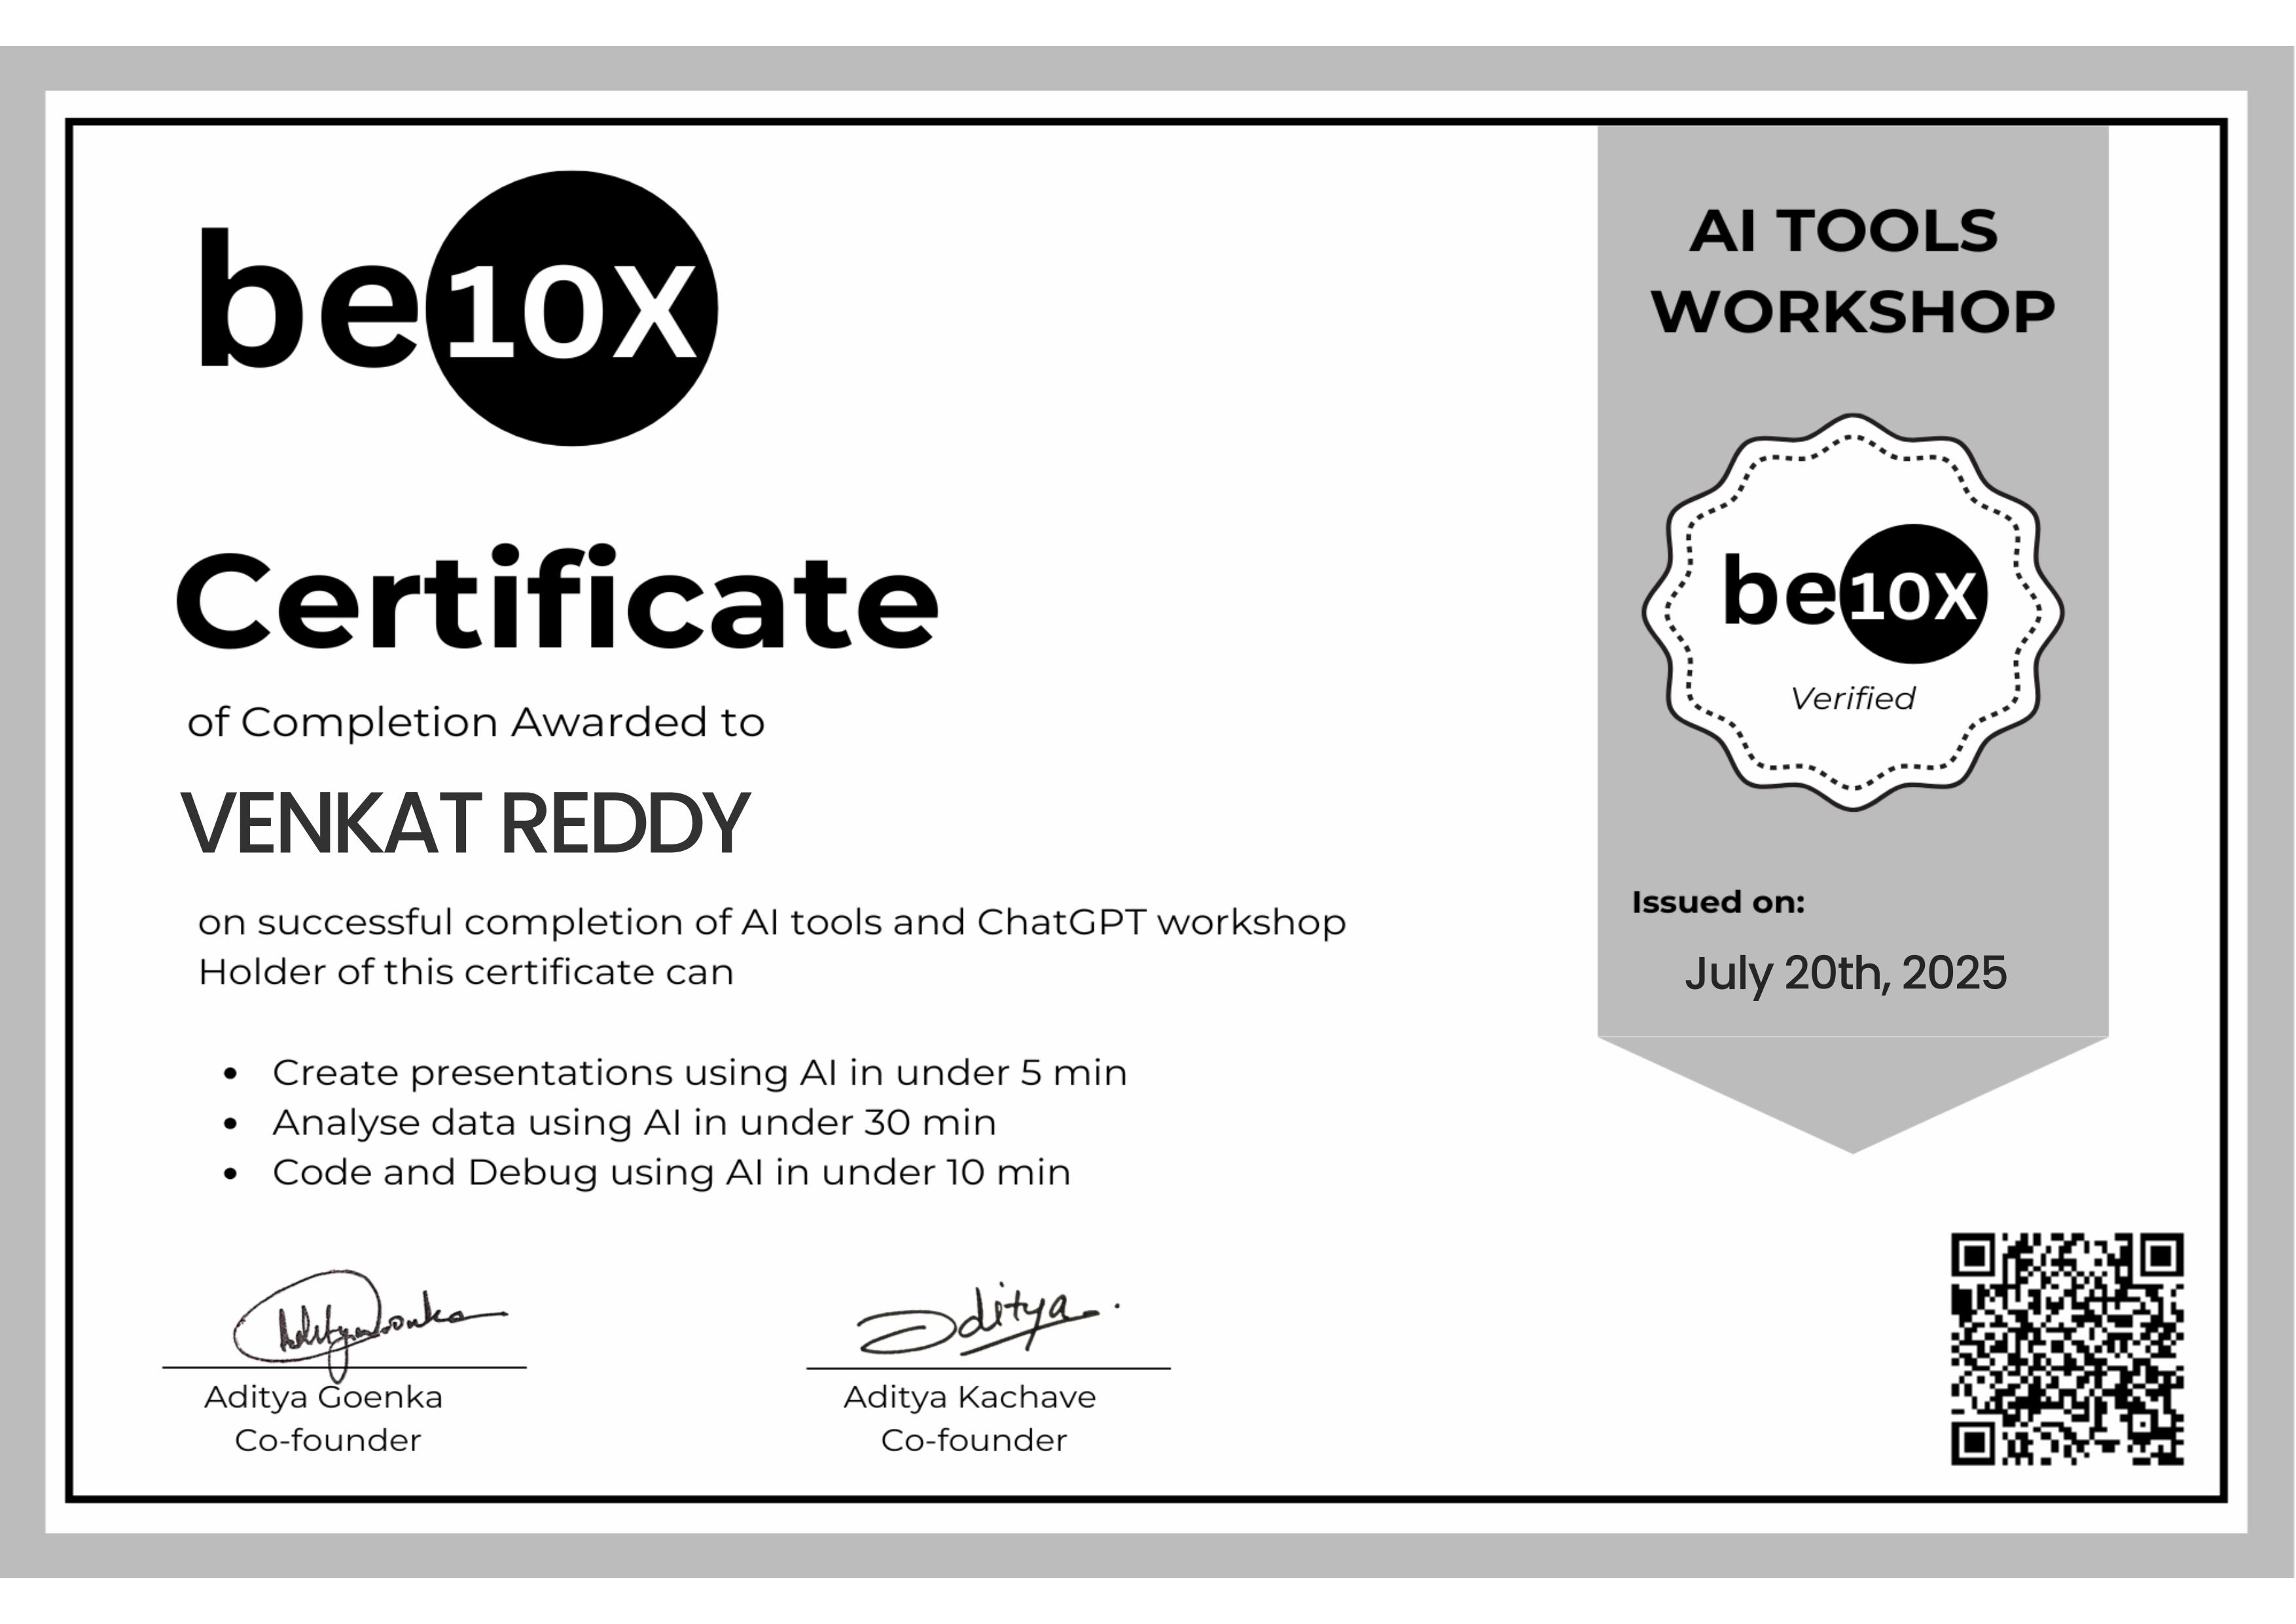 be10X
Certificate
of Completion Awarded to
VENKAT REDDY
on successful completion of AI tools and ChatGPT workshop
Holder of this certificate can
• Create presentations using AI in under 5 min
• Analyse data using AI in under 30 min
• Code and Debug using AI in under 10 min
Aditya Goenka
Aditya Goenka
Co-founder
Aditya
Aditya Kachave
Co-founder
AI TOOLS
WORKSHOP
be10X
Verified
Issued on:
July 20th, 2025